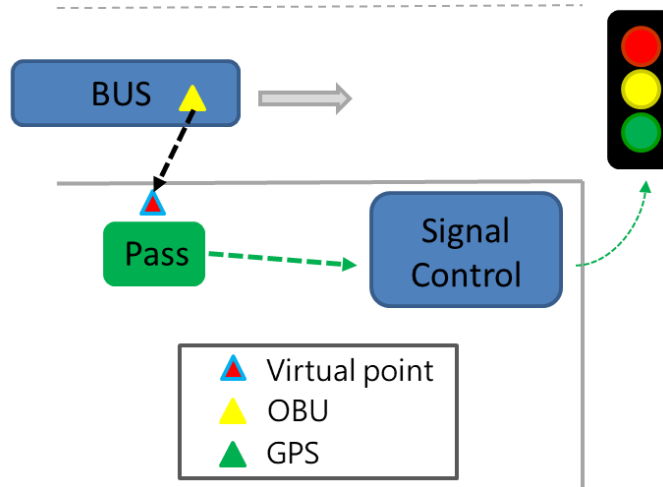 BUS
Pass
Signal
Control
Virtual point
OBU
GPS